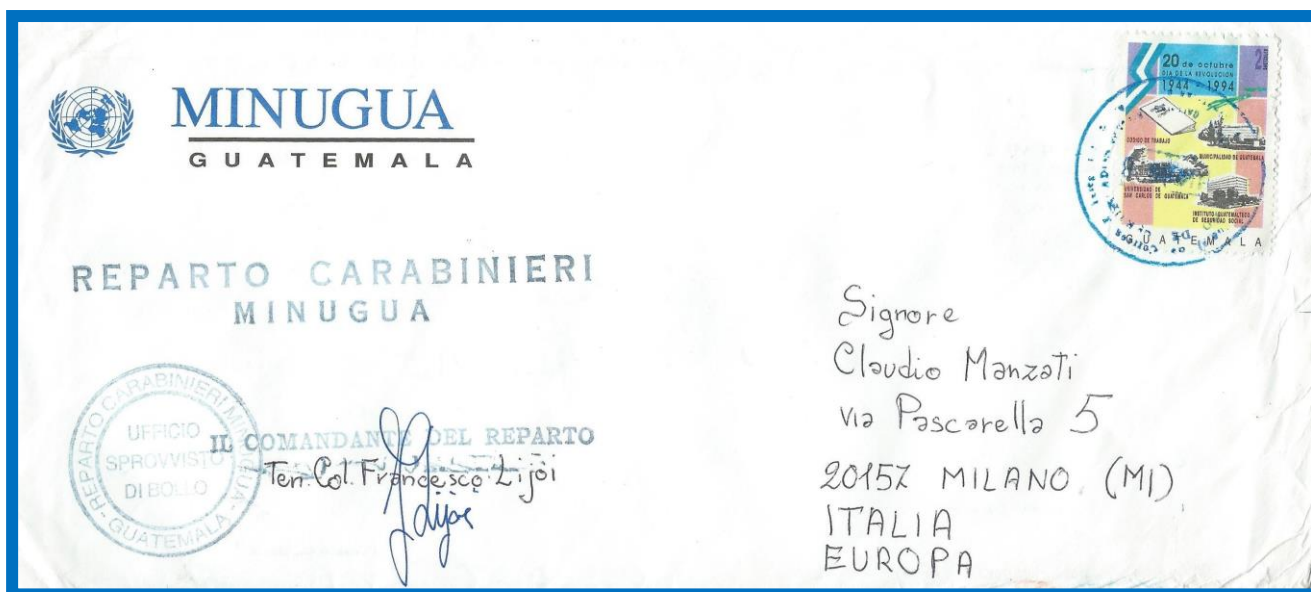 MINUGUA
GUATEMALA
REPARTO CARABINIERI
MINUGUA
REPARTO CARABINIERI MINUGUA
- GUATEMALA -
UFFICIO
SPROVVISTO
DI BOLLO
IL COMANDANTE DEL REPARTO
Ten. Col. Francesco Lijoi
20 de octubre
DIA DE LA REVOLUCION
1944 - 1994
CODIGO DE TRABAJO
MUNICIPALIDAD DE GUATEMALA
UNIVERSIDAD DE
SAN CARLOS DE GUATEMALA
INSTITUTO GUATEMALTECO
DE SEGURIDAD SOCIAL
GUATEMALA
Signore
Claudio Manzati
via Pascarella 5
20157 MILANO (MI)
ITALIA
EUROPA